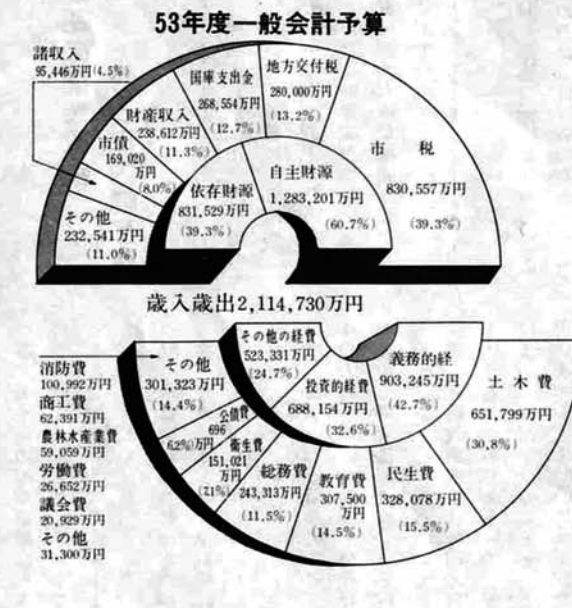 53年度一般会計予算
諸収入
95,446万円(4.5%)
国庫支出金
268,554万円
(12.7%)
地方交付税
280,000万円
(13.2%)
財産収入
238,612万円
(11.3%)
市債
169,020
万円
(8.0%)
その他
232,541万円
(11.0%)
市税
830,557万円
(39.3%)
依存財源
831,529万円
(39.3%)
自主財源
1,283,201万円
(60.7%)
歳入歳出2,114,730万円
その他の経費
523,331万円
(24.7%)
投資的経費
688,154万円
(32.6%)
義務的経
903,245万円
(42.7%)
その他
301,323万円
(14.4%)
公債費
696
万円
6.2%)
衛生費
151,021
万円
(7.1%)
総務費
243,313万円
(11.5%)
教育費
307,500
万円
(14.5%)
民生費
328,078万円
(15.5%)
土木費
651,799万円
(30.8%)
消防費
100,992万円
商工費
62,391万円
農林水産業費
59,059万円
労働費
26,652万円
議会費
20,929万円
その他
31,300万円